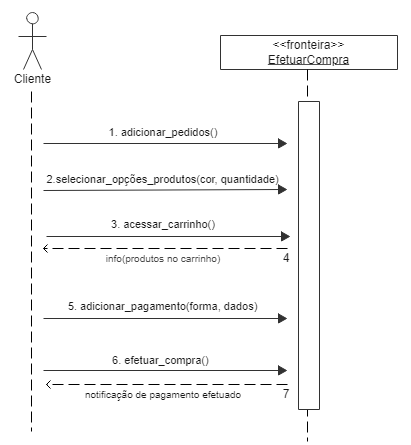 <<fronteira>>
EfetuarCompra
Cliente
1. adicionar_pedidos()
2.selecionar_opções_produtos(cor, quantidade)
3. acessar_carrinho()
info(produtos no carrinho) 4
5. adicionar_pagamento(forma, dados)
6. efetuar_compra()
notificação de pagamento efetuado 7